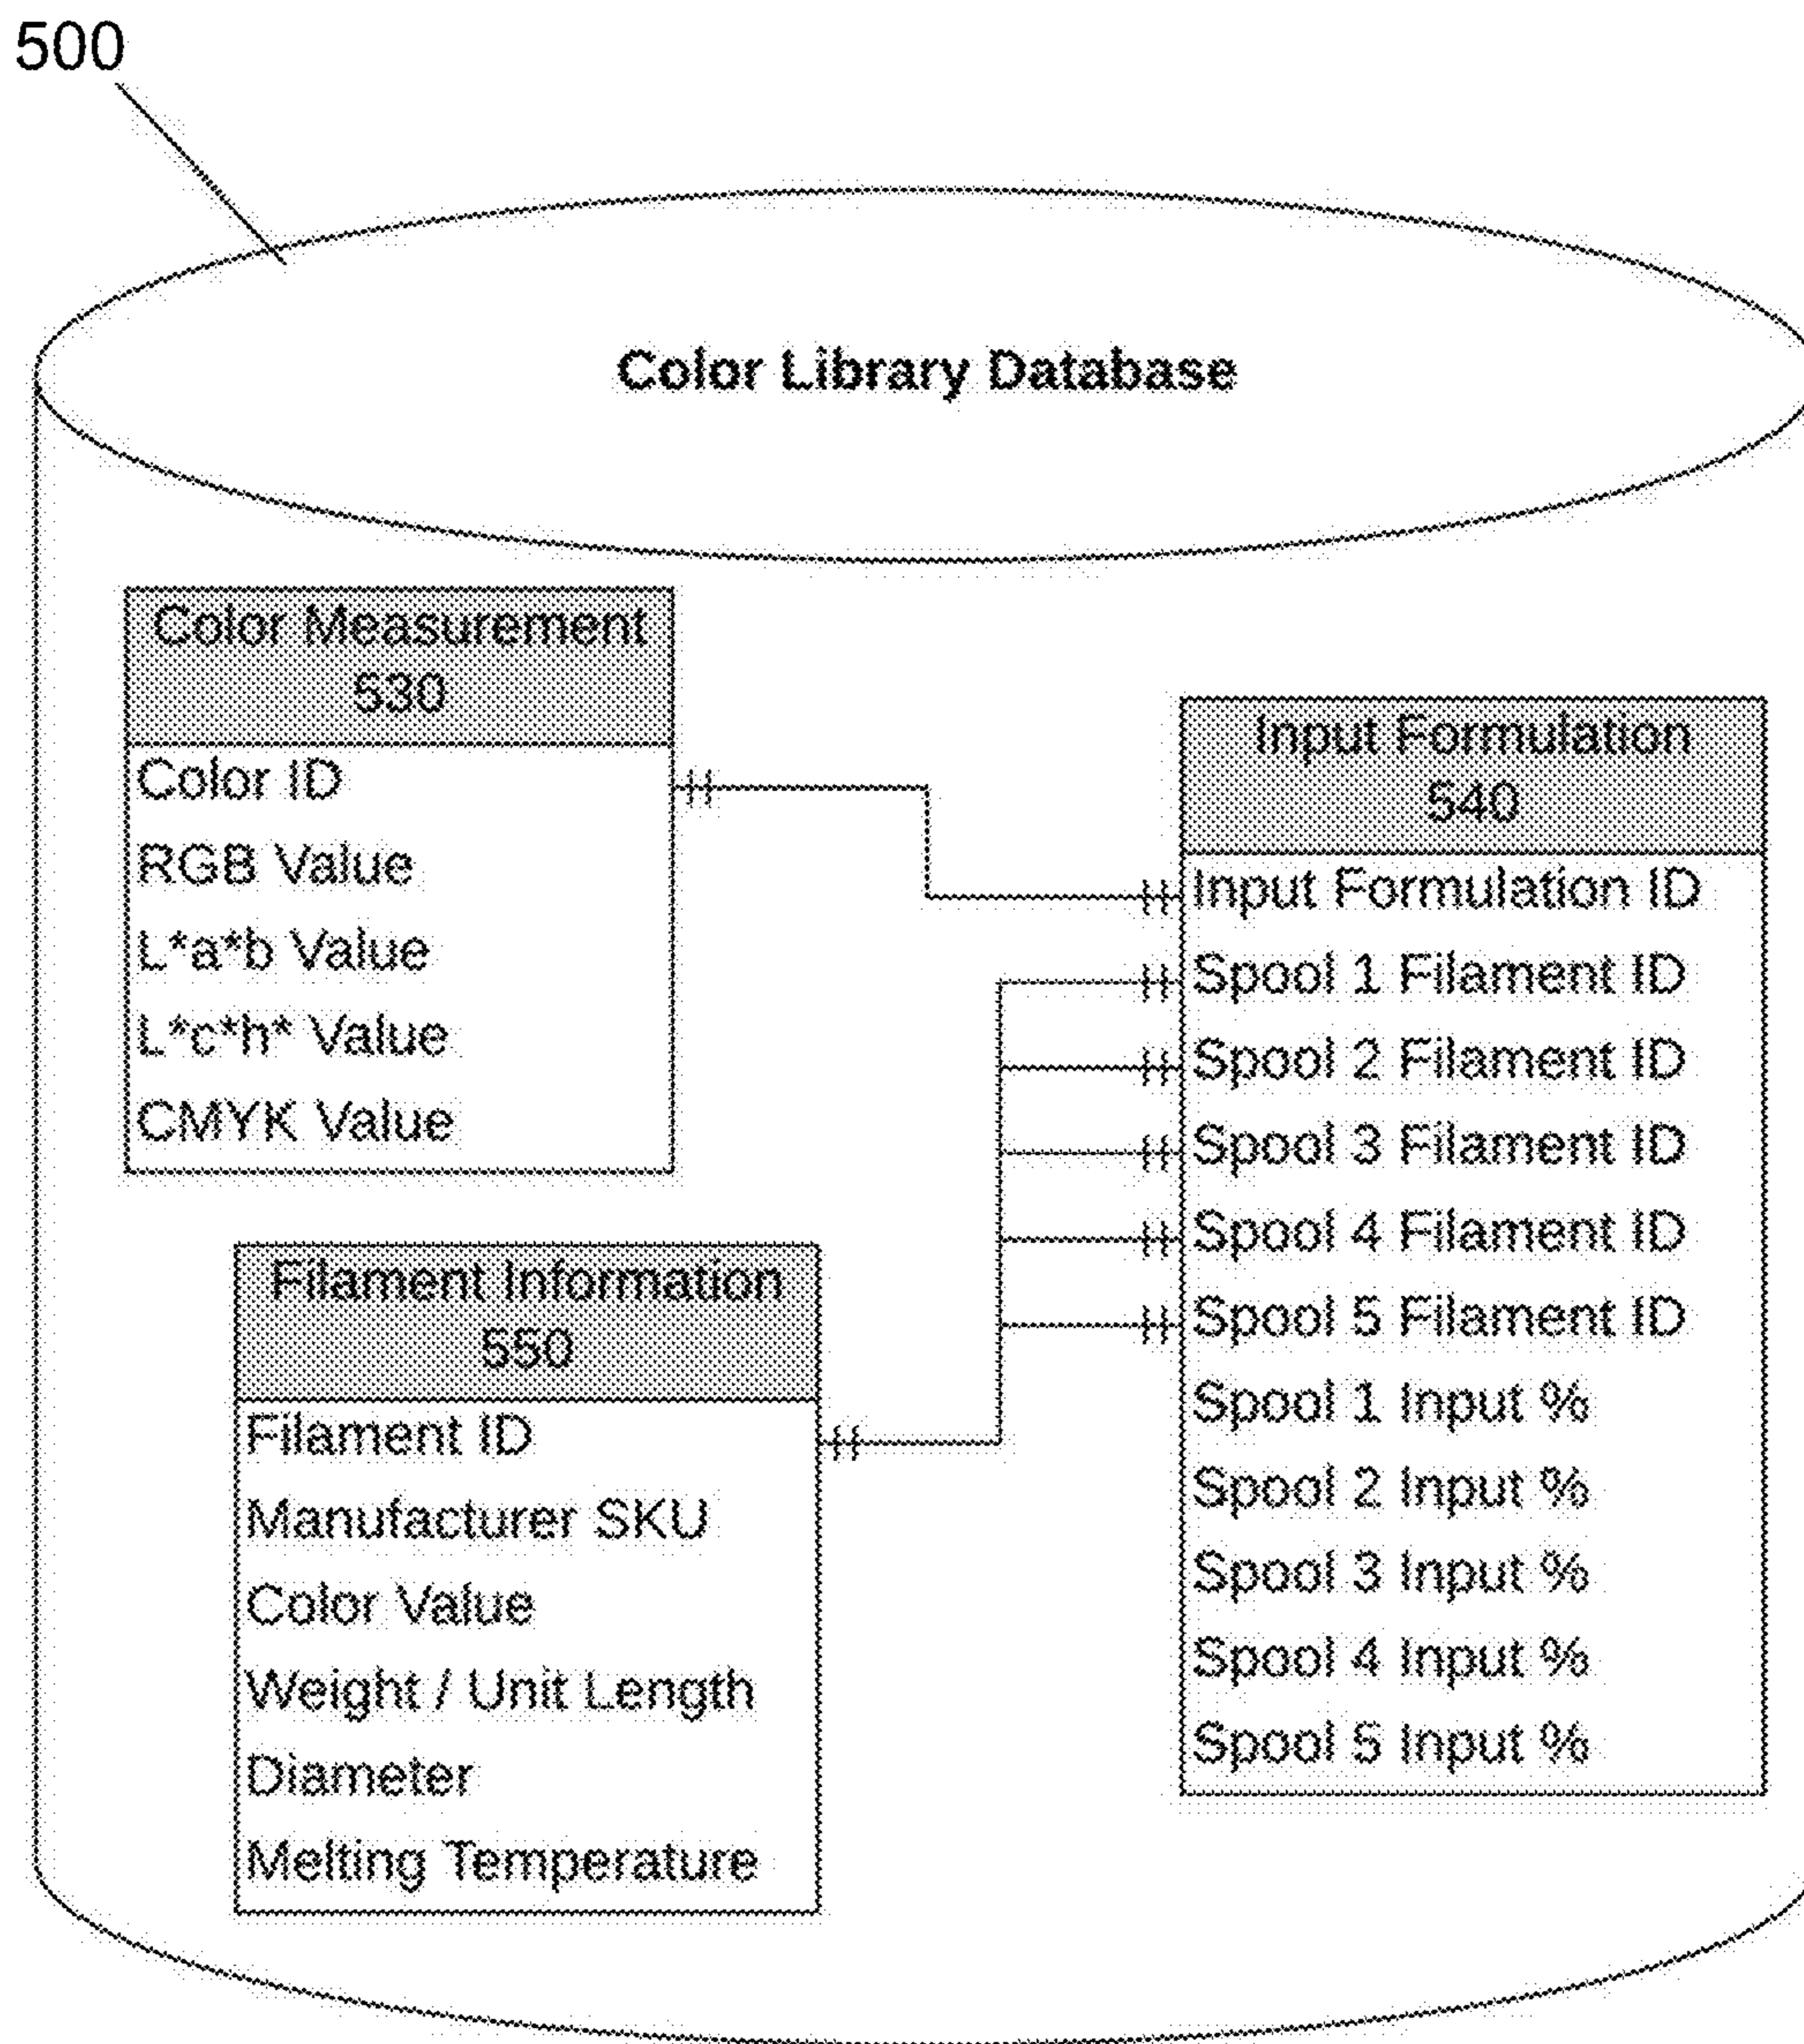 500
Color Library Database
Color Measurement
530
Color ID
RGB Value
L*a*b Value
L*c*h* Value
CMYK Value
Input Formulation
540
Input Formulation ID
Spool 1 Filament ID
Spool 2 Filament ID
Spool 3 Filament ID
Spool 4 Filament ID
Spool 5 Filament ID
Spool 1 Input %
Spool 2 Input %
Spool 3 Input %
Spool 4 Input %
Spool 5 Input %
Filament Information
550
Filament ID
Manufacturer SKU
Color Value
Weight / Unit Length
Diameter
Melting Temperature